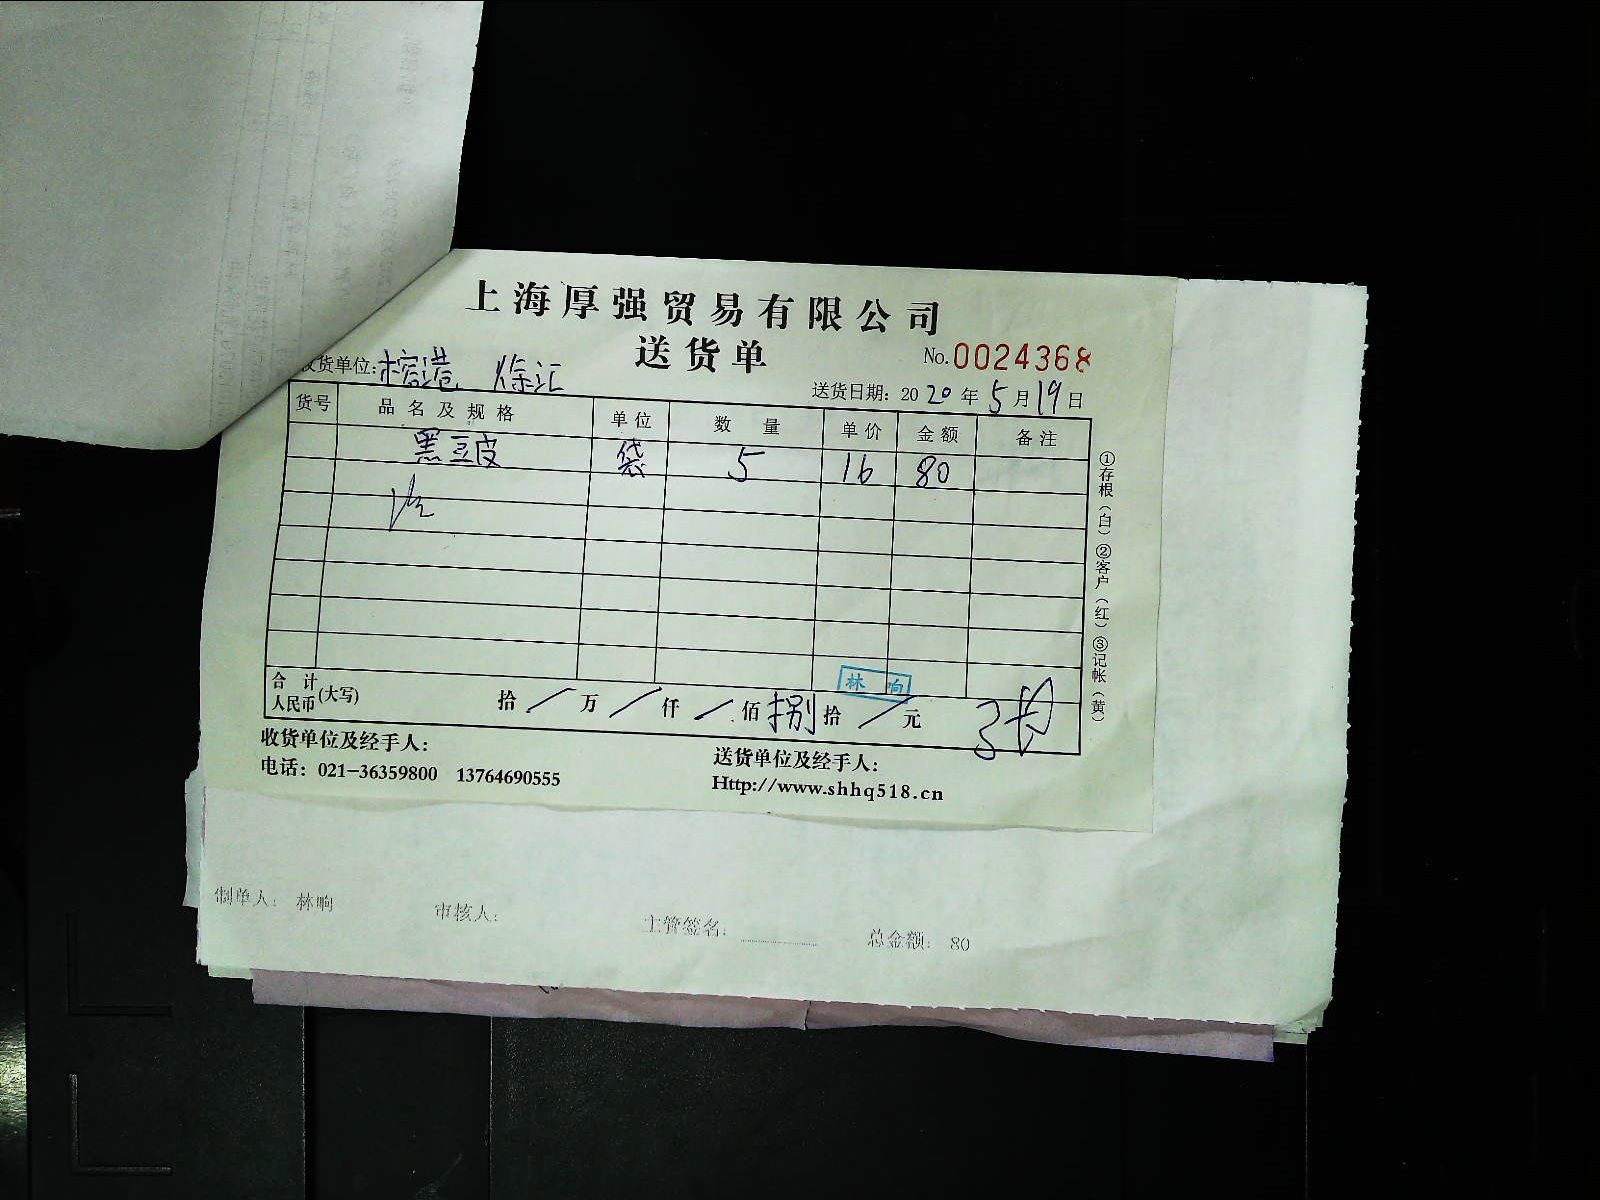 上海厚强贸易有限公司
送货单
No.0024368
收货单位:榕港 徐汇
送货日期: 2020年5月19日
货号 品名及规格 单位 数量 单价 金额 备注
黑豆皮 袋 5 16 80
①存根(白)②客户(红)③记帐(黄)
林 响
合计人民币(大写) 拾/万/仟/佰捌拾/元
收货单位及经手人:
送货单位及经手人:
电话: 021-36359800 13764690555
Http://www.shhq518.cn
制单人: 林晌 审核人: 主管签名: 总金额: 80